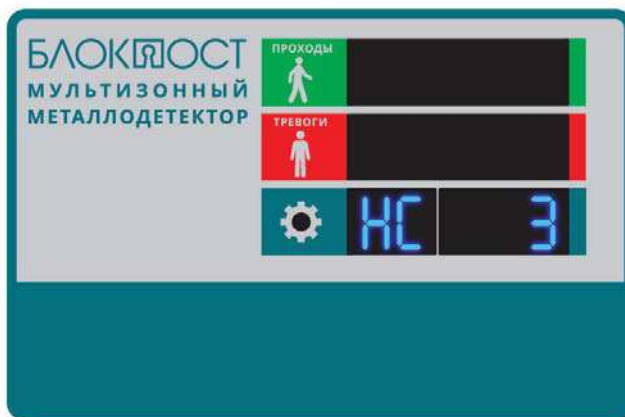 БЛОКПОСТ
МУЛЬТИЗОННЫЙ
МЕТАЛЛОДЕТЕКТОР
ПРОХОДЫ
ТРЕВОГИ
НС 3